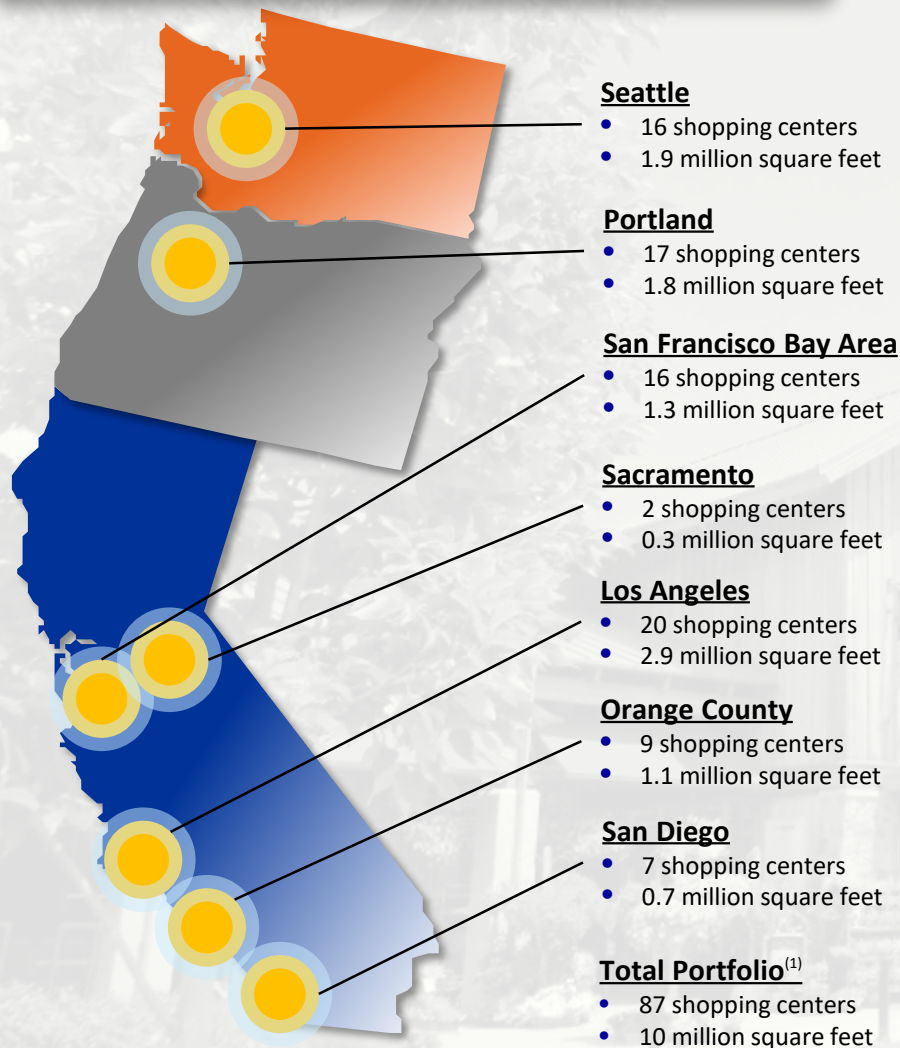 Seattle
• 16 shopping centers
• 1.9 million square feet
Portland
• 17 shopping centers
• 1.8 million square feet
San Francisco Bay Area
• 16 shopping centers
• 1.3 million square feet
Sacramento
• 2 shopping centers
• 0.3 million square feet
Los Angeles
• 20 shopping centers
• 2.9 million square feet
Orange County
• 9 shopping centers
• 1.1 million square feet
San Diego
• 7 shopping centers
• 0.7 million square feet
Total Portfolio(1)
• 87 shopping centers
• 10 million square feet